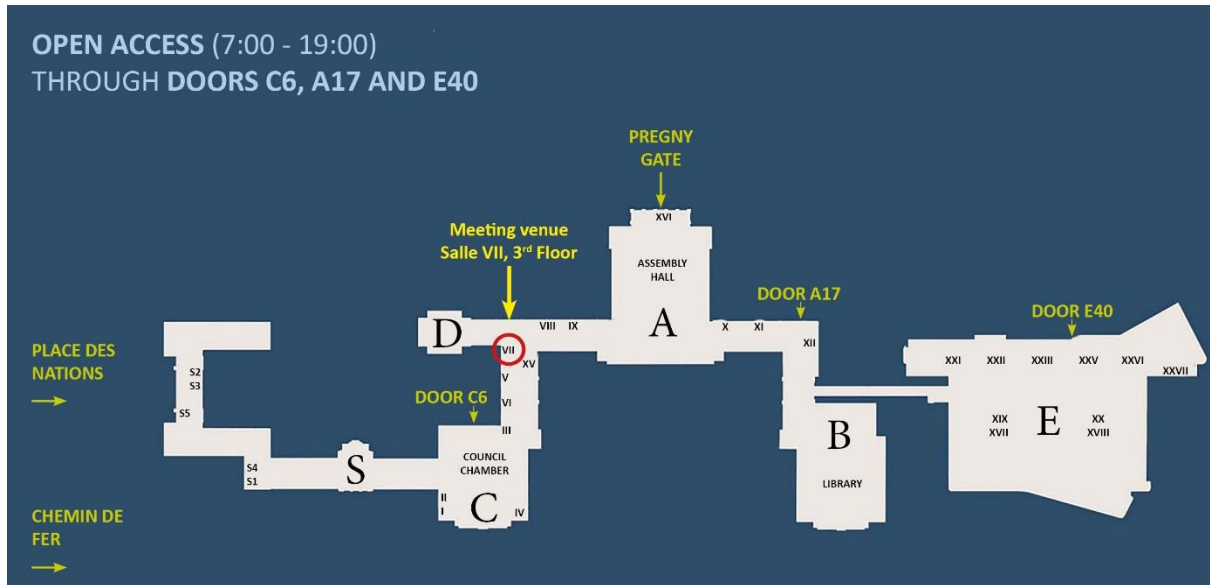 OPEN ACCESS (7:00 - 19:00)
THROUGH DOORS C6, A17 AND E40
PREGNY
GATE
XVI
Meeting venue
Salle VII, 3rd Floor
ASSEMBLY
HALL
A
DOOR A17
DOOR E40
D
VIII IX
X XI
XII
PLACE DES
NATIONS
VII
XV
V
VI
III
XXI XXII XXIII XXV XXVI
XXVII
S2
S3
S5
DOOR C6
XIX
XVII
E
XX
XVIII
B
LIBRARY
S4
S1
S
COUNCIL
CHAMBER
II
I
C
IV
CHEMIN DE
FER